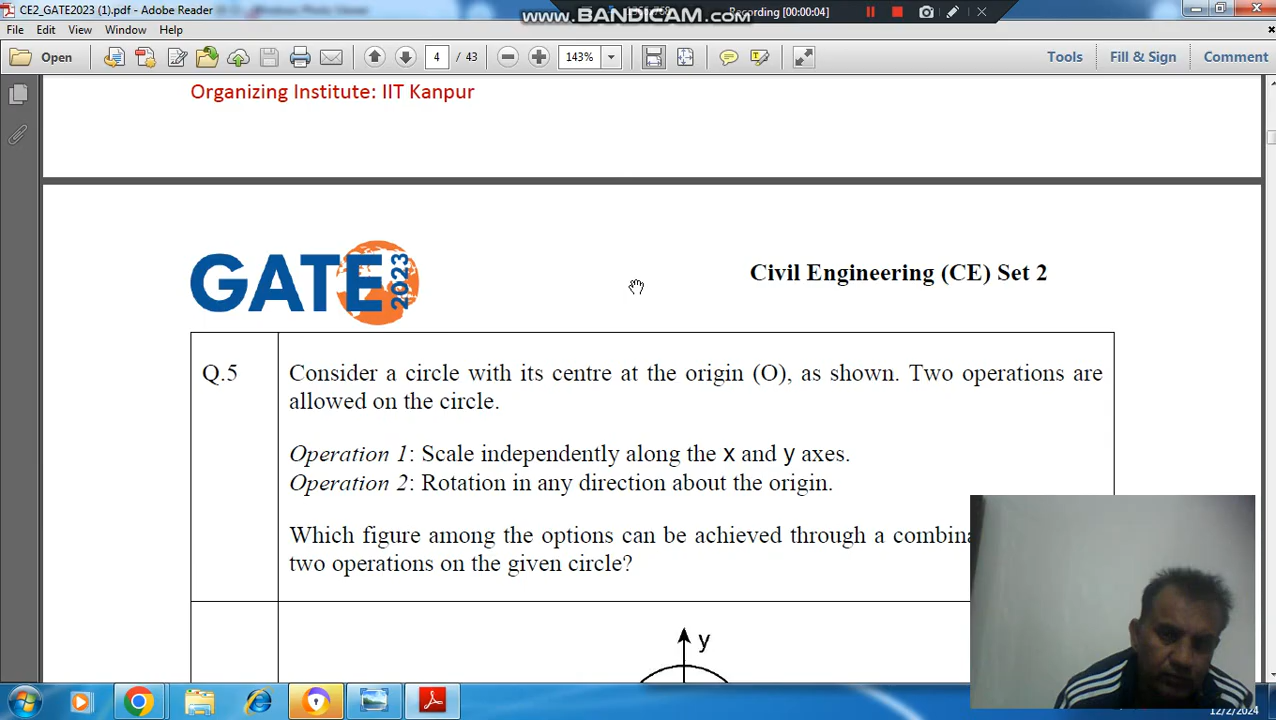 CE2_GATE2023 (1).pdf - Adobe Reader
www.BANDICAM.com
Recording [00:00:04]
File Edit View Window Help
Open
4 / 43
143%
Tools Fill & Sign Comment
Organizing Institute: IIT Kanpur
GATE 2023
Civil Engineering (CE) Set 2
Q.5
Consider a circle with its centre at the origin (O), as shown. Two operations are
allowed on the circle.
Operation 1: Scale independently along the x and y axes.
Operation 2: Rotation in any direction about the origin.
Which figure among the options can be achieved through a combina
two operations on the given circle?
y
12/2/2024